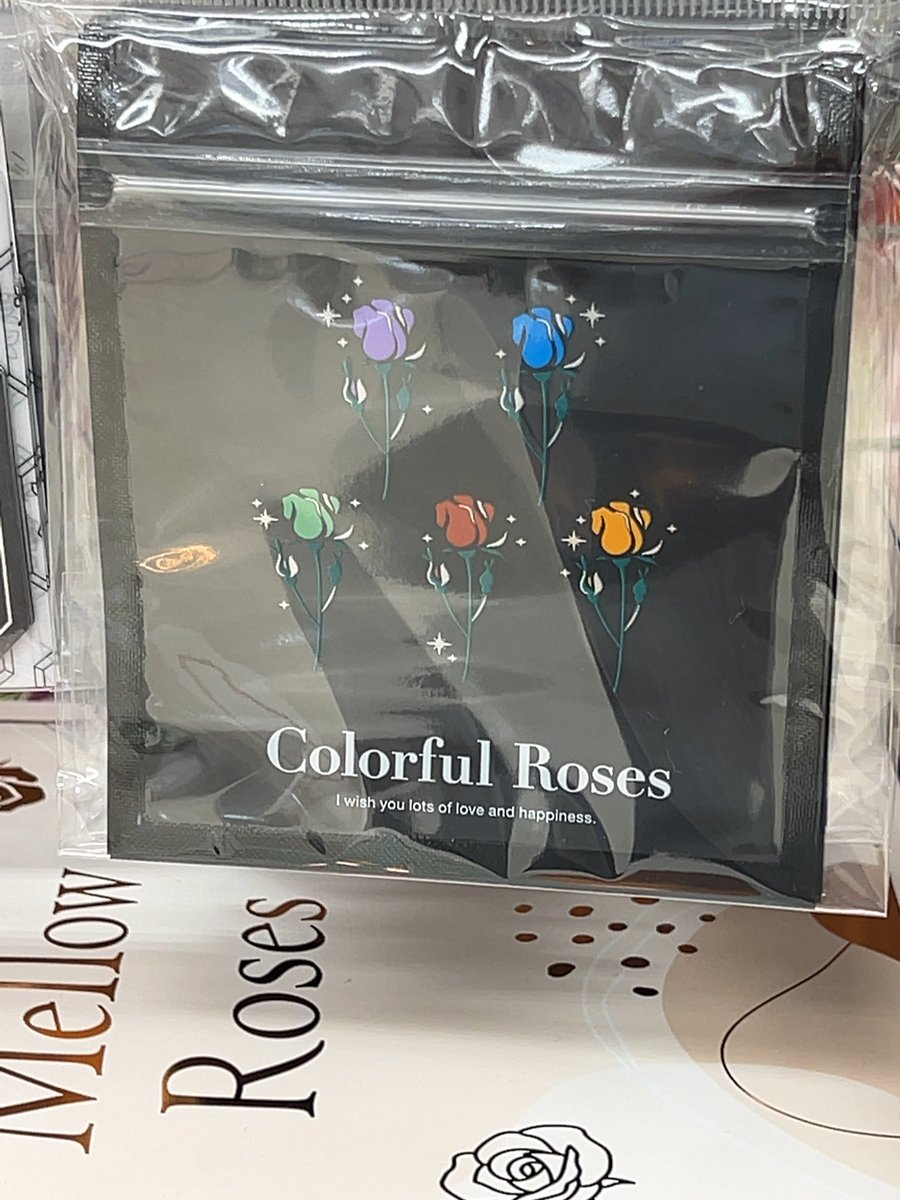 Colorful Roses
I wish you lots of love and happiness.
Mellow
Roses